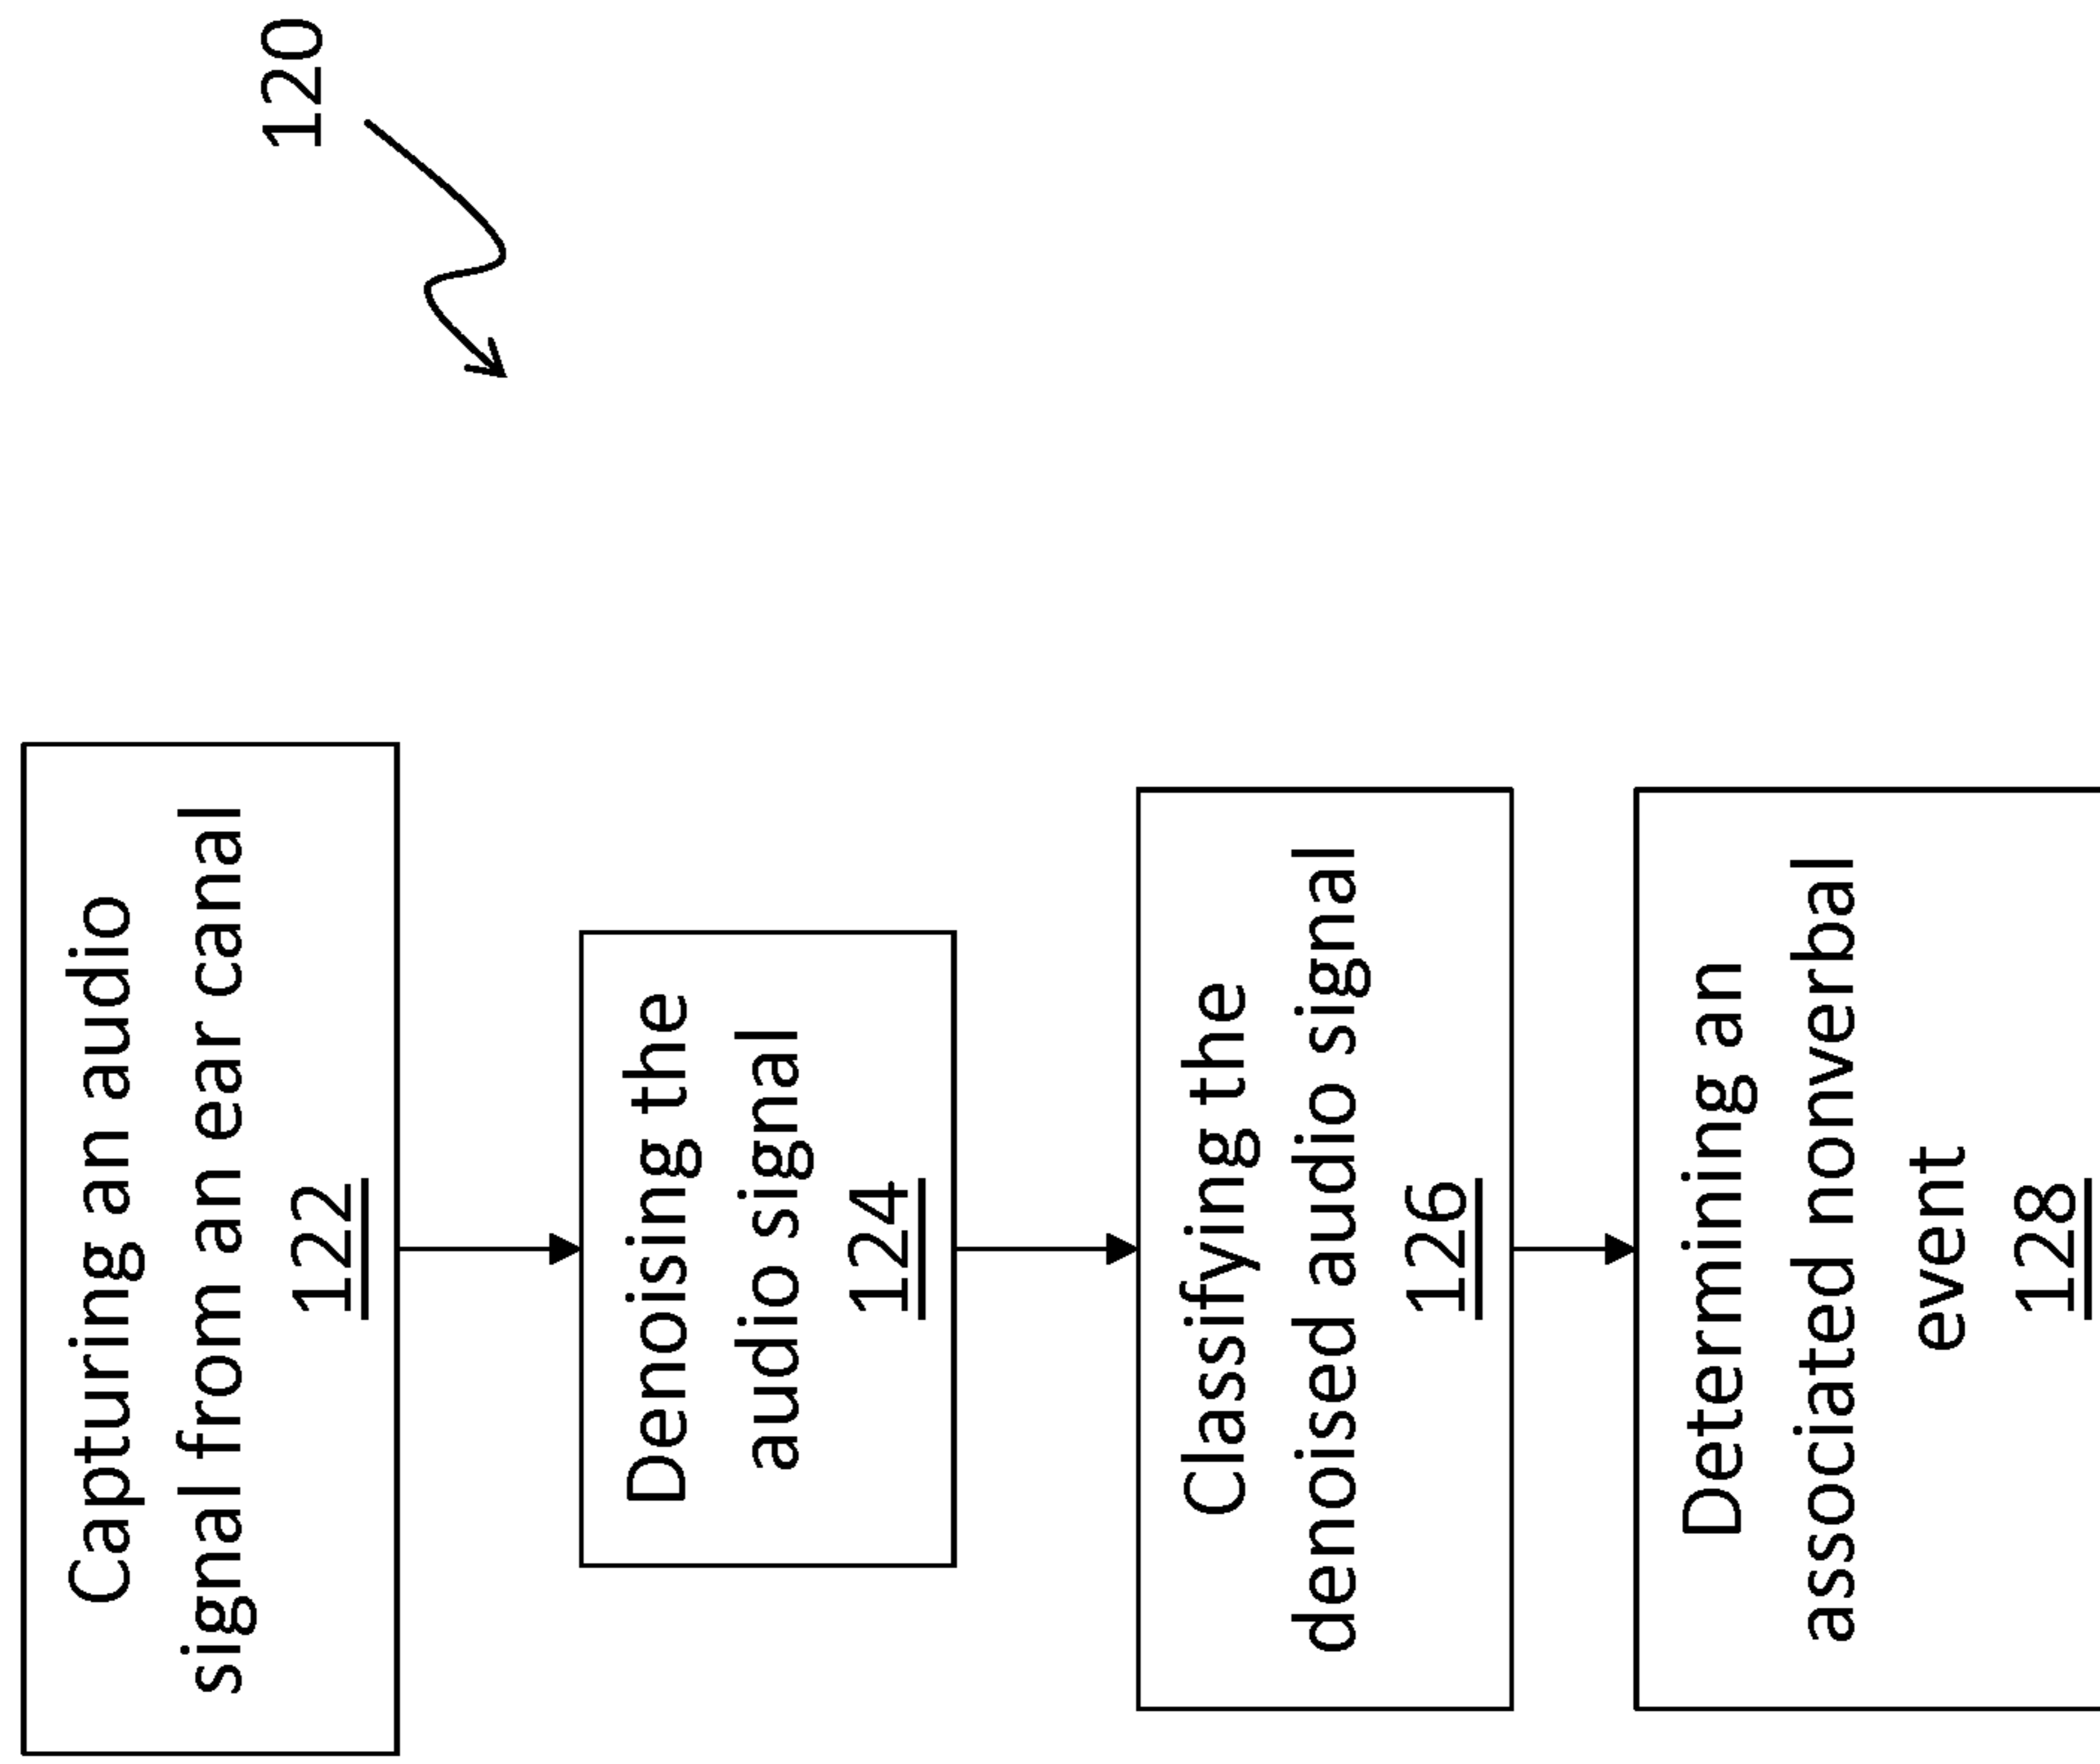 120
Capturing an audio
signal from an ear canal
122
Denoising the
audio signal
124
Classifying the
denoised audio signal
126
Determining an
associated nonverbal
event
128